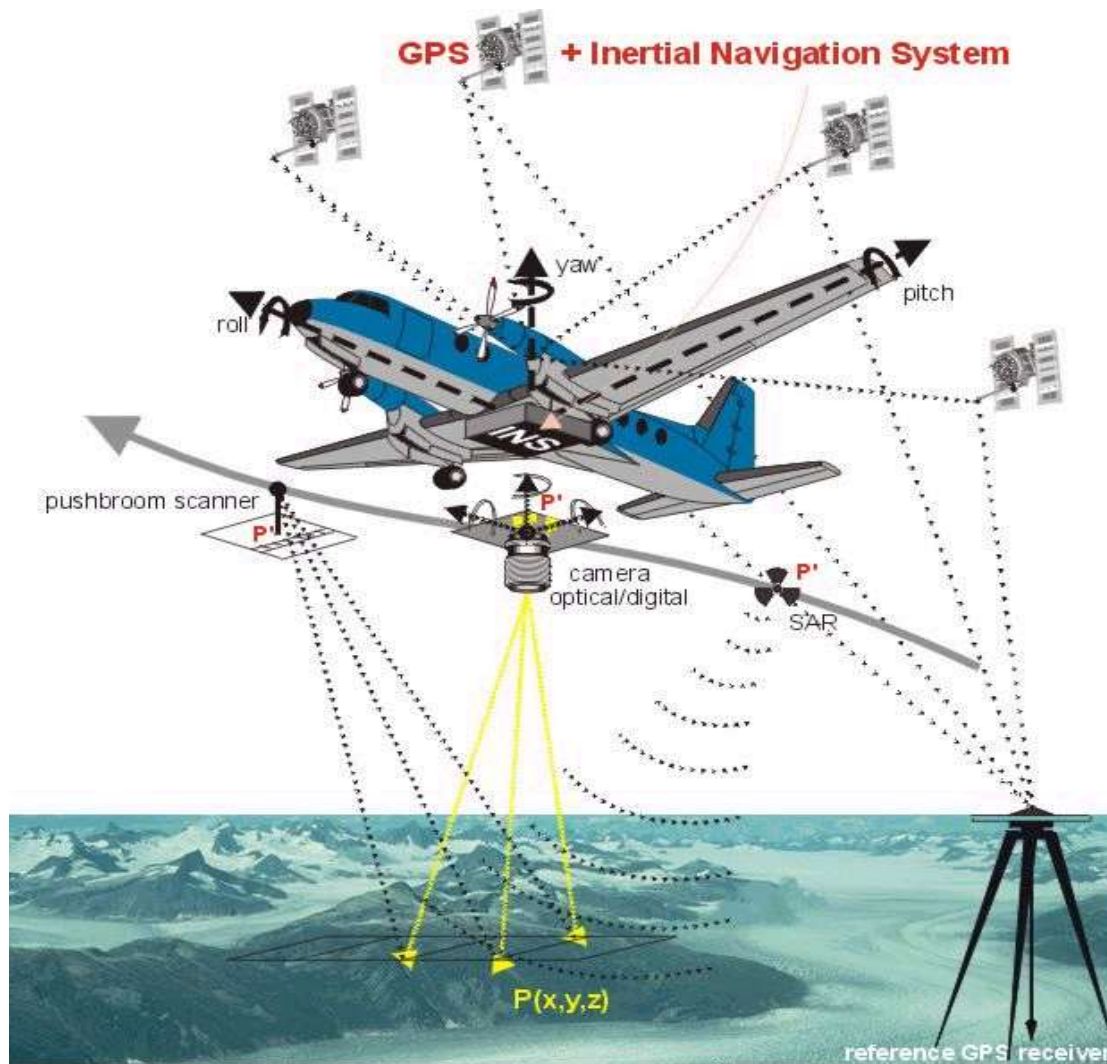 GPS + Inertial Navigation System
yaw
pitch
roll
INS
pushbroom scanner
P'
P'
camera
optical/digital
P'
SAR
P(x,y,z)
reference GPS receiver